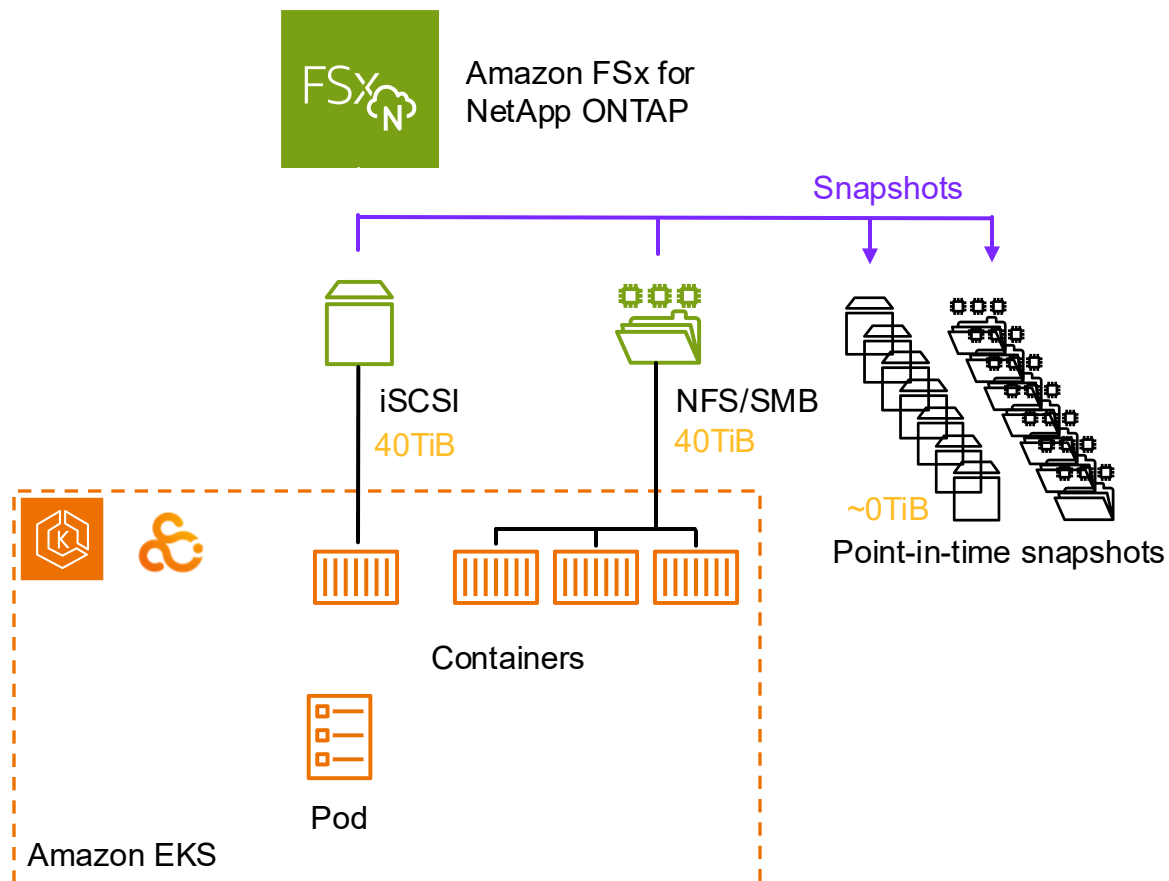 FSx
N
Amazon FSx for
NetApp ONTAP
Snapshots
iSCSI
40TiB
NFS/SMB
40TiB
~0TiB
Point-in-time snapshots
K
Containers
Pod
Amazon EKS